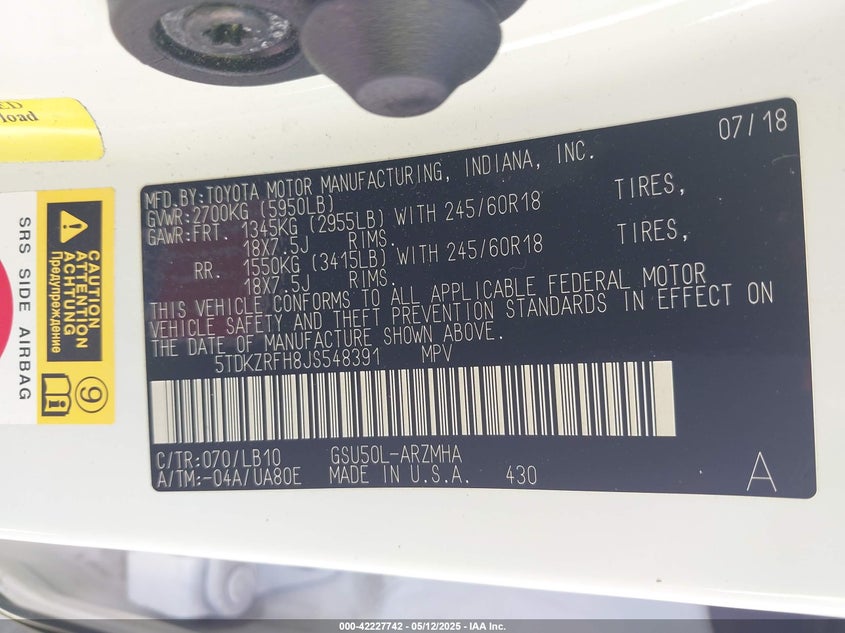 ED
load
CAUTION
ATTENTION
ACHTUNG
Предупреждение
SRS SIDE AIRBAG
9
07/18
MFD.BY:TOYOTA MOTOR MANUFACTURING, INDIANA, INC.
GVWR:2700KG (5950LB)
GAWR:FRT. 1345KG (2955LB) WITH 245/60R18 TIRES,
18X7.5J RIMS.
RR. 1550KG (3415LB) WITH 245/60R18 TIRES,
18X7.5J RIMS.
THIS VEHICLE CONFORMS TO ALL APPLICABLE FEDERAL MOTOR
VEHICLE SAFETY AND THEFT PREVENTION STANDARDS IN EFFECT ON
THE DATE OF MANUFACTURE SHOWN ABOVE.
5TDKZRFH8JS548391 MPV
C/TR:070/LB10 GSU50L-ARZMHA
A/TM:-04A/UA80E MADE IN U.S.A. 430
A
000-42227742 - 05/12/2025 - IAA Inc.